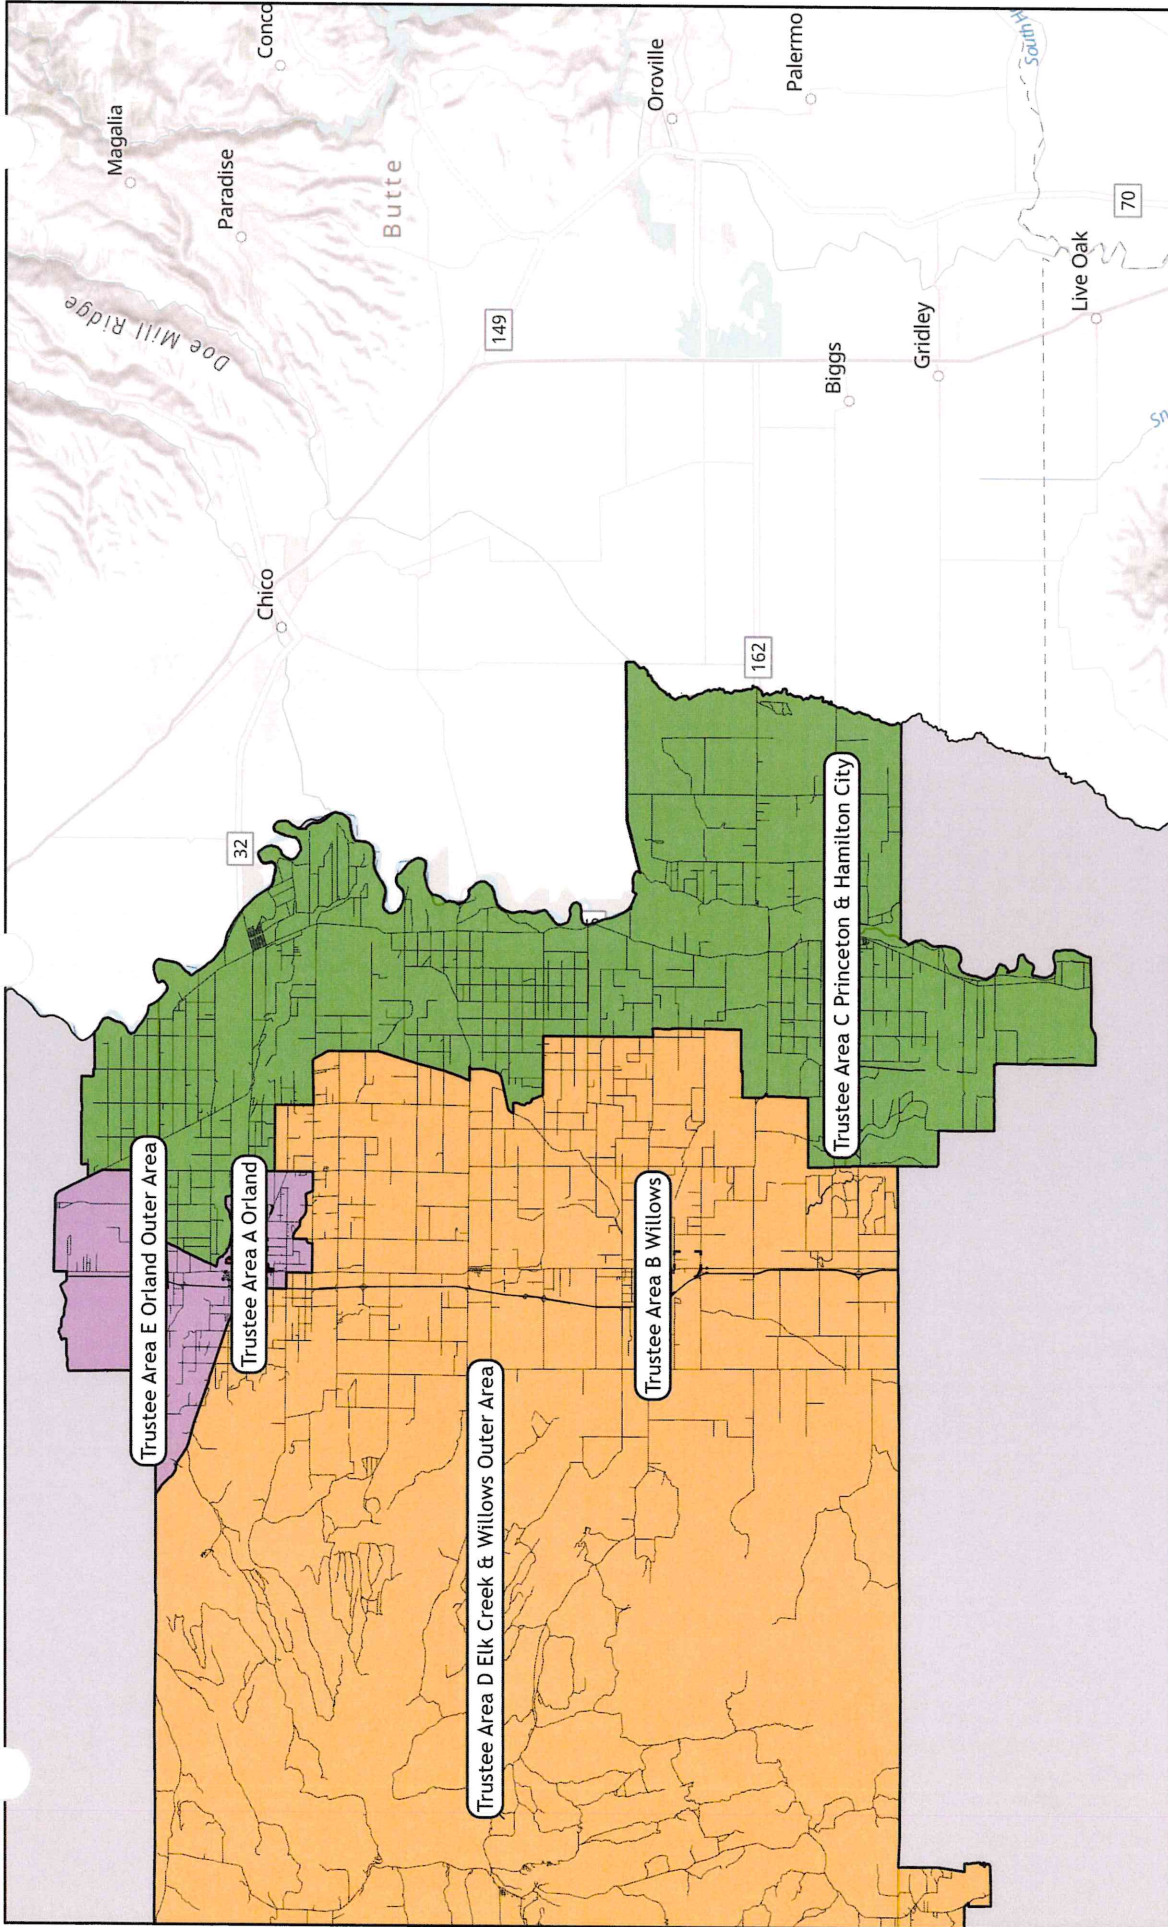 Conco
Magalia
Paradise
Butte
Oroville
Palermo
South H
70
Live Oak
Gridley
Biggs
149
Doe Mill Ridge
Chico
162
32
Trustee Area E Orland Outer Area
Trustee Area A Orland
Trustee Area B Willows
Trustee Area C Princeton & Hamilton City
Trustee Area D Elk Creek & Willows Outer Area
Sn